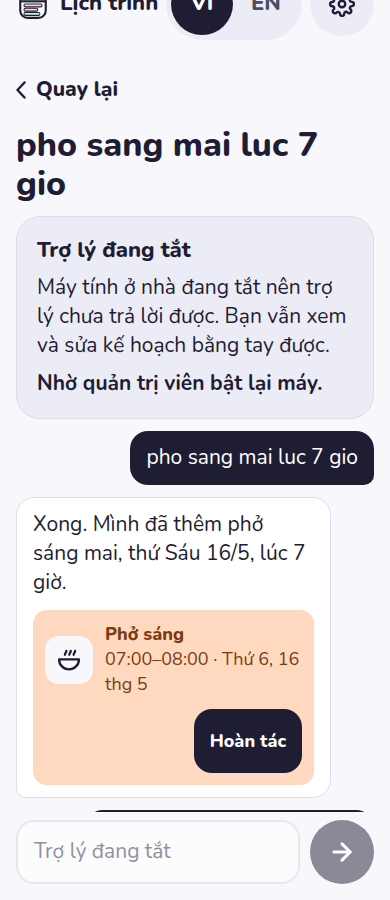 Lịch trình VI EN
Quay lại
pho sang mai luc 7
gio
Trợ lý đang tắt
Máy tính ở nhà đang tắt nên trợ
lý chưa trả lời được. Bạn vẫn xem
và sửa kế hoạch bằng tay được.
Nhờ quản trị viên bật lại máy.
pho sang mai luc 7 gio
Xong. Mình đã thêm phở
sáng mai, thứ Sáu 16/5, lúc 7
giờ.
Phở sáng
07:00–08:00 · Thứ 6, 16
thg 5
Hoàn tác
Trợ lý đang tắt